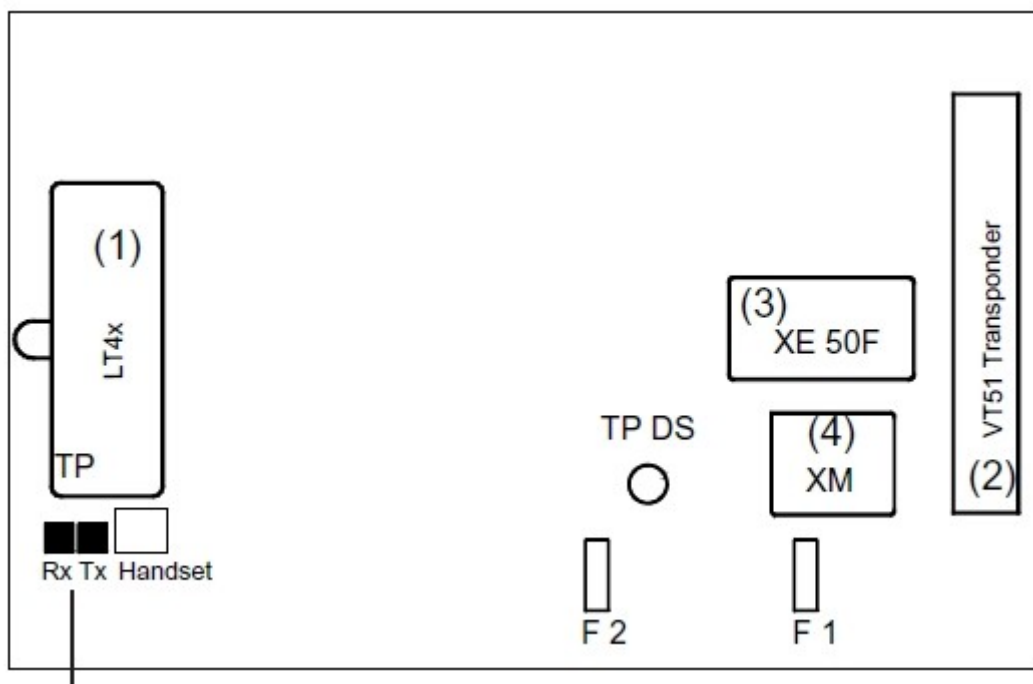 (1)
LT4x
TP
Rx Tx Handset
TP DS
F 2
(3)
XE 50F
(4)
XM
F 1
VT51 Transponder
(2)